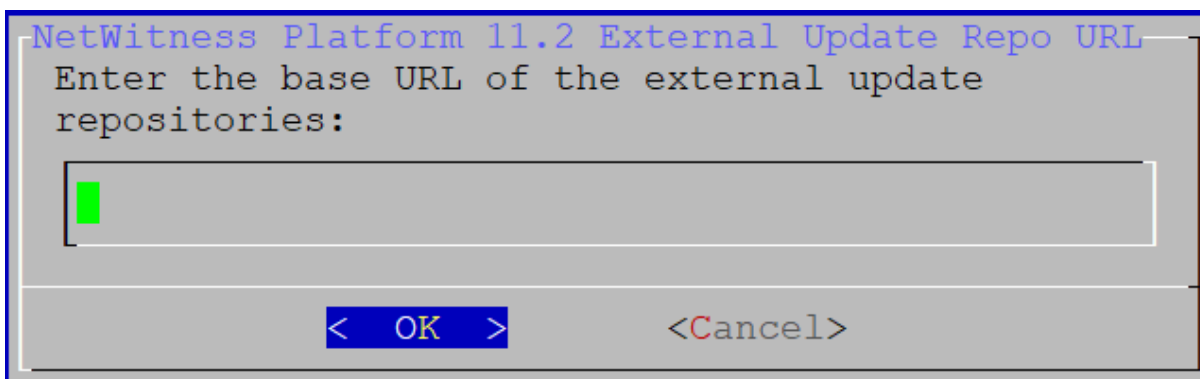 NetWitness Platform 11.2 External Update Repo URL
Enter the base URL of the external update
repositories:
< OK > <Cancel>